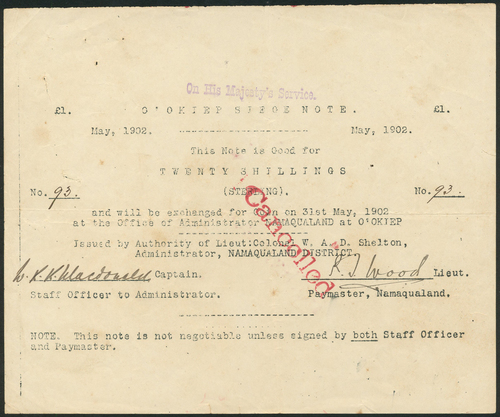 On His Majesty's Service.
£1. O'OKIEP SIEGE NOTE. £1.
May, 1902. May, 1902.
This Note is Good for
TWENTY SHILLINGS
No. 93. (STERLING). No. 93.
and will be exchanged for on 31st May, 1902
at the Office of Administrator NAMAQUALAND at O'OKIEP
Cancelled
Issued by Authority of Lieut: W. A. D. Shelton,
Administrator, NAMAQUALAND DISTRICT.
Macdonald Captain. Wood Lieut.
Staff Officer to Administrator. Paymaster, Namaqualand.
NOTE. This note is not negotiable unless signed by both Staff Officer
and Paymaster.